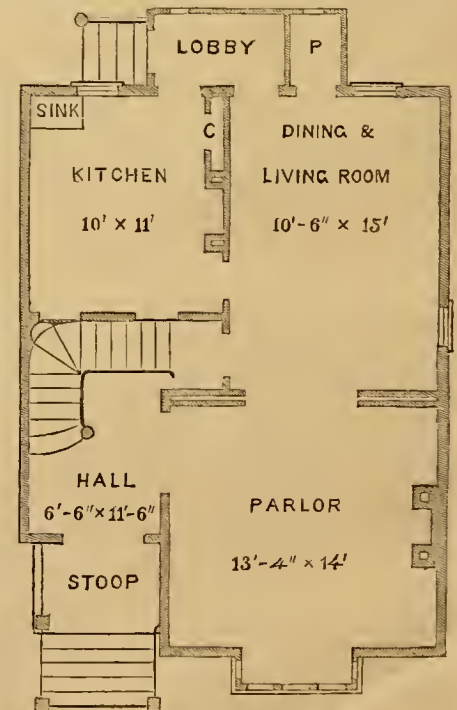 LOBBY
P
SINK
C
DINING &
KITCHEN
LIVING ROOM
10' × 11'
10'-6" × 15'
HALL
6'-6" × 11'-6"
PARLOR
STOOP
13'-4" × 14'